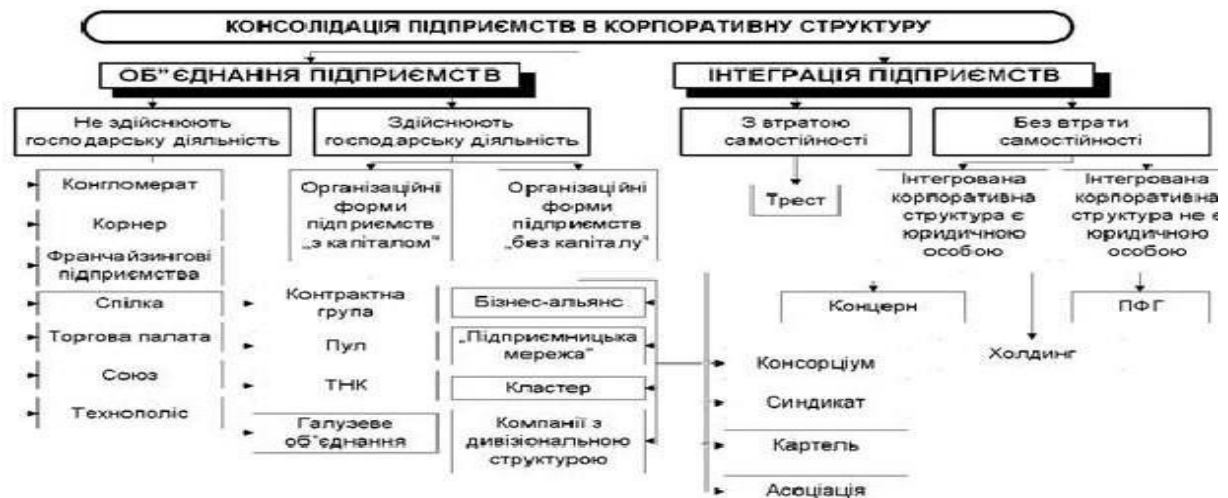 КОНСОЛІДАЦІЯ ПІДПРИЄМСТВ В КОРПОРАТИВНУ СТРУКТУРУ
ОБ"ЄДНАННЯ ПІДПРИЄМСТВ
ІНТЕГРАЦІЯ ПІДПРИЄМСТВ
Не здійснюють
господарську діяльність
Здійснюють
господарську діяльність
З втратою
самостійності
Без втрати
самостійності
Конгломерат
Корнер
Франчайзингові
підприємства
Спілка
Торгова палата
Союз
Технополіс
Організаційні
форми
підприємств
„з капіталом"
Організаційні
форми
підприємств
„без капіталу"
Контрактна
група
Пул
ТНК
Галузеве
об"єднання
Бізнес-альянс
„Підприємницька
мережа"
Кластер
Компанії з
дивізіональною
структурою
Трест
Інтегрована
корпоративна
структура є
юридичною
особою
Інтегрована
корпоративна
структура не є
юридичною
особою
Концерн
ПФГ
Холдинг
Консорціум
Синдикат
Картель
Асоціація